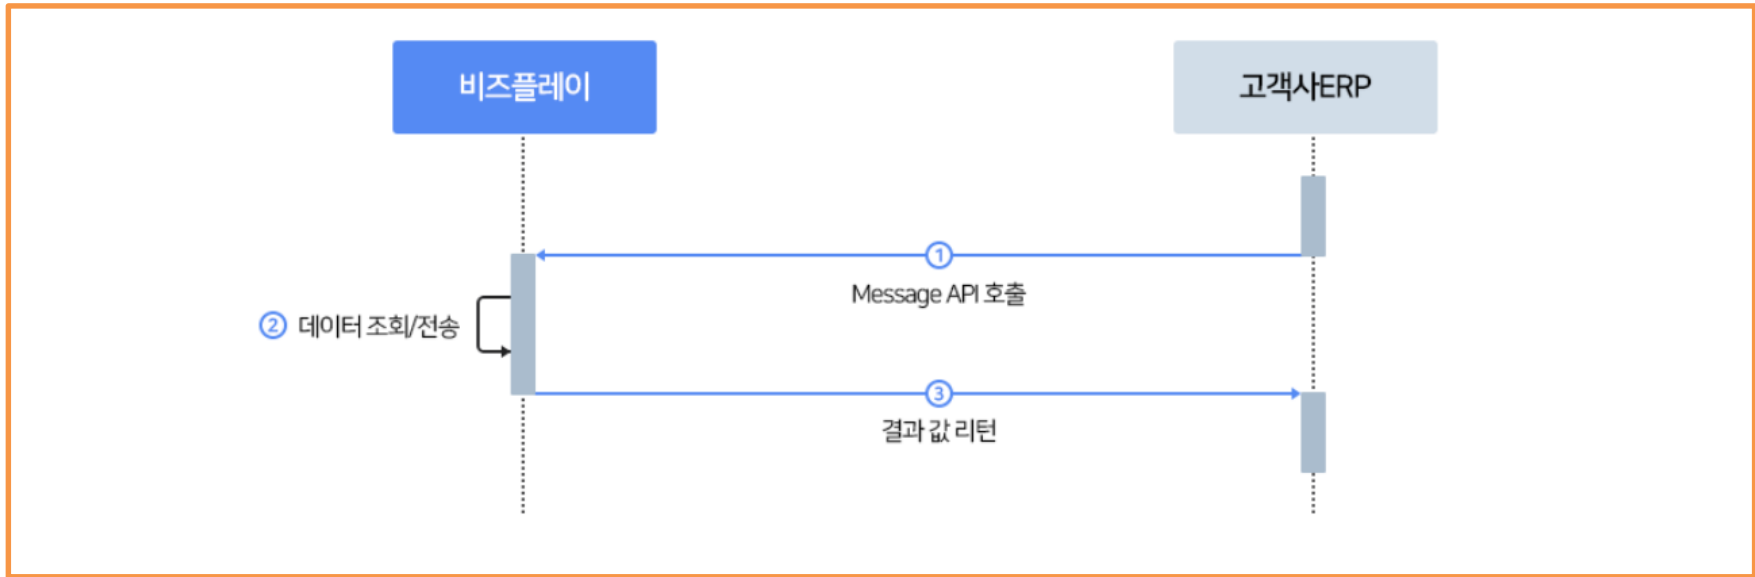 비즈플레이
고객사ERP
1
Message API 호출
2 데이터 조회/전송
3
결과 값 리턴